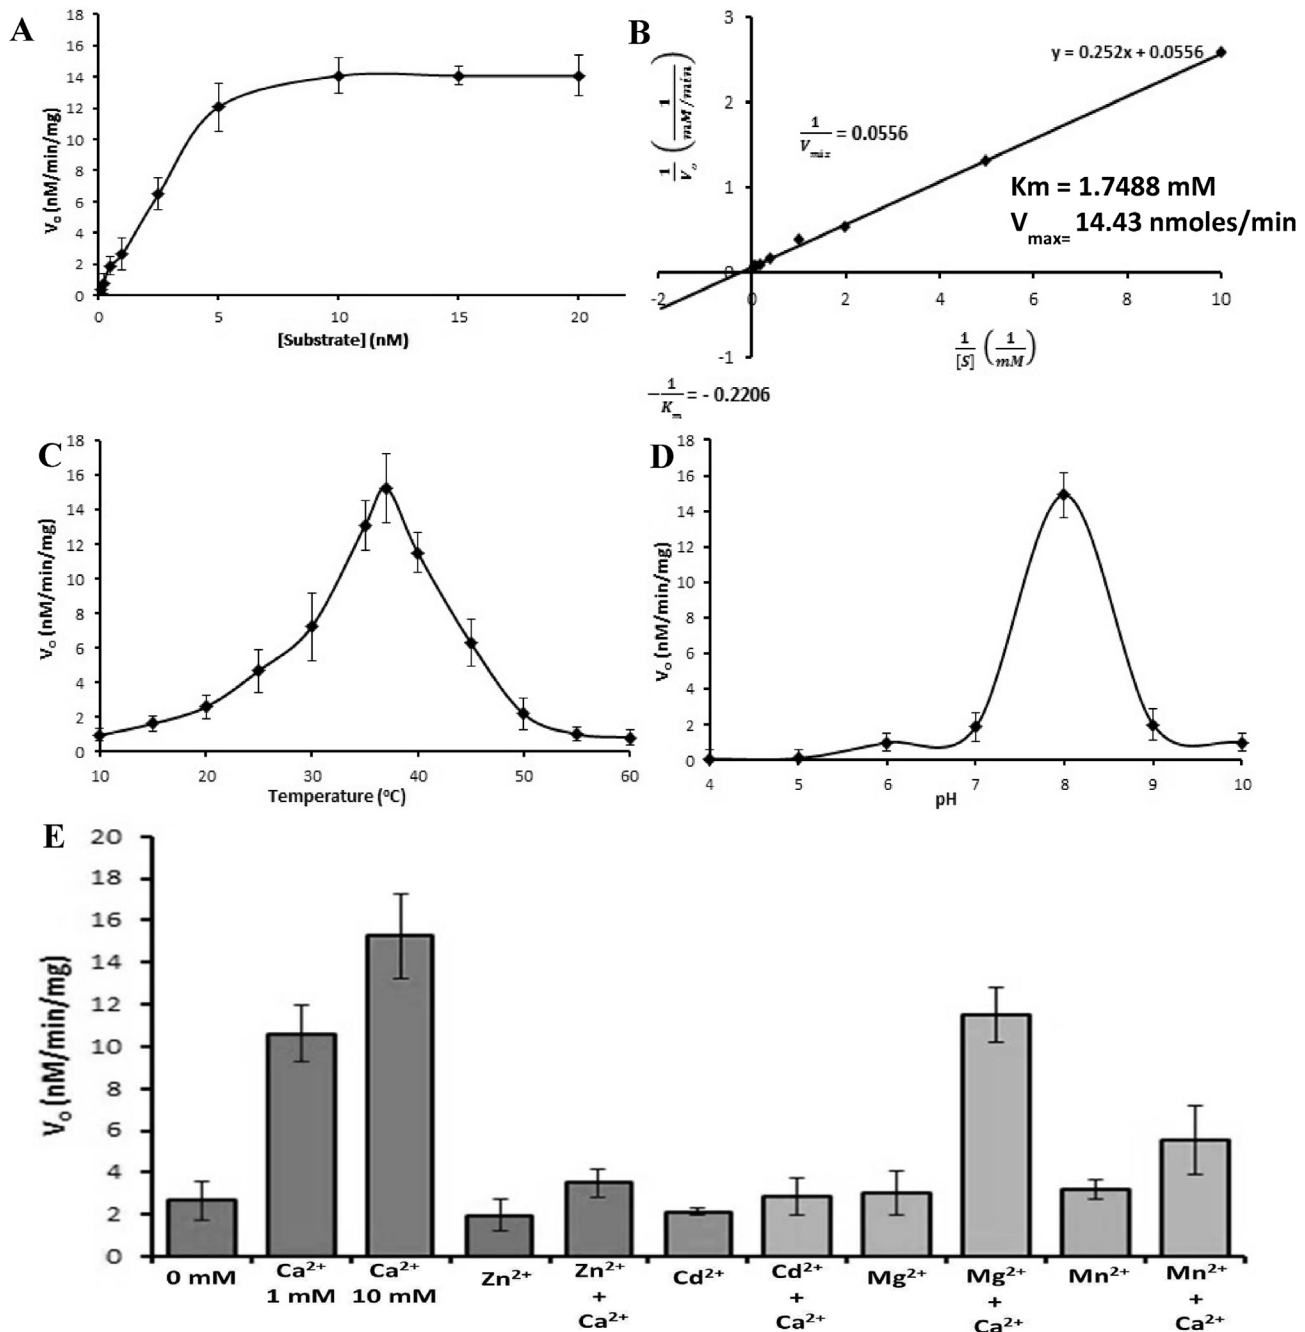 A
V₀ (nM/min/mg)
18
16
14
12
10
8
6
4
2
0
0 5 10 15 20
[Substrate] (nM)
B
1/Vₒ (1/(mM/min))
3
2
1
0
-1
-2 0 2 4 6 8 10
y = 0.252x + 0.0556
1/Vₘₐₓ = 0.0556
Km = 1.7488 mM
Vmax= 14.43 nmoles/min
1/[S] (1/mM)
−1/Kₘ = - 0.2206
C
V₀ (nM/min/mg)
18
16
14
12
10
8
6
4
2
0
10 20 30 40 50 60
Temperature (⁰C)
D
V₀ (nM/min/mg)
18
16
14
12
10
8
6
4
2
0
4 5 6 7 8 9 10
pH
E
V₀ (nM/min/mg)
20
18
16
14
12
10
8
6
4
2
0
0 mM
Ca²⁺
1 mM
Ca²⁺
10 mM
Zn²⁺
Zn²⁺
+
Ca²⁺
Cd²⁺
Cd²⁺
+
Ca²⁺
Mg²⁺
Mg²⁺
+
Ca²⁺
Mn²⁺
Mn²⁺
+
Ca²⁺